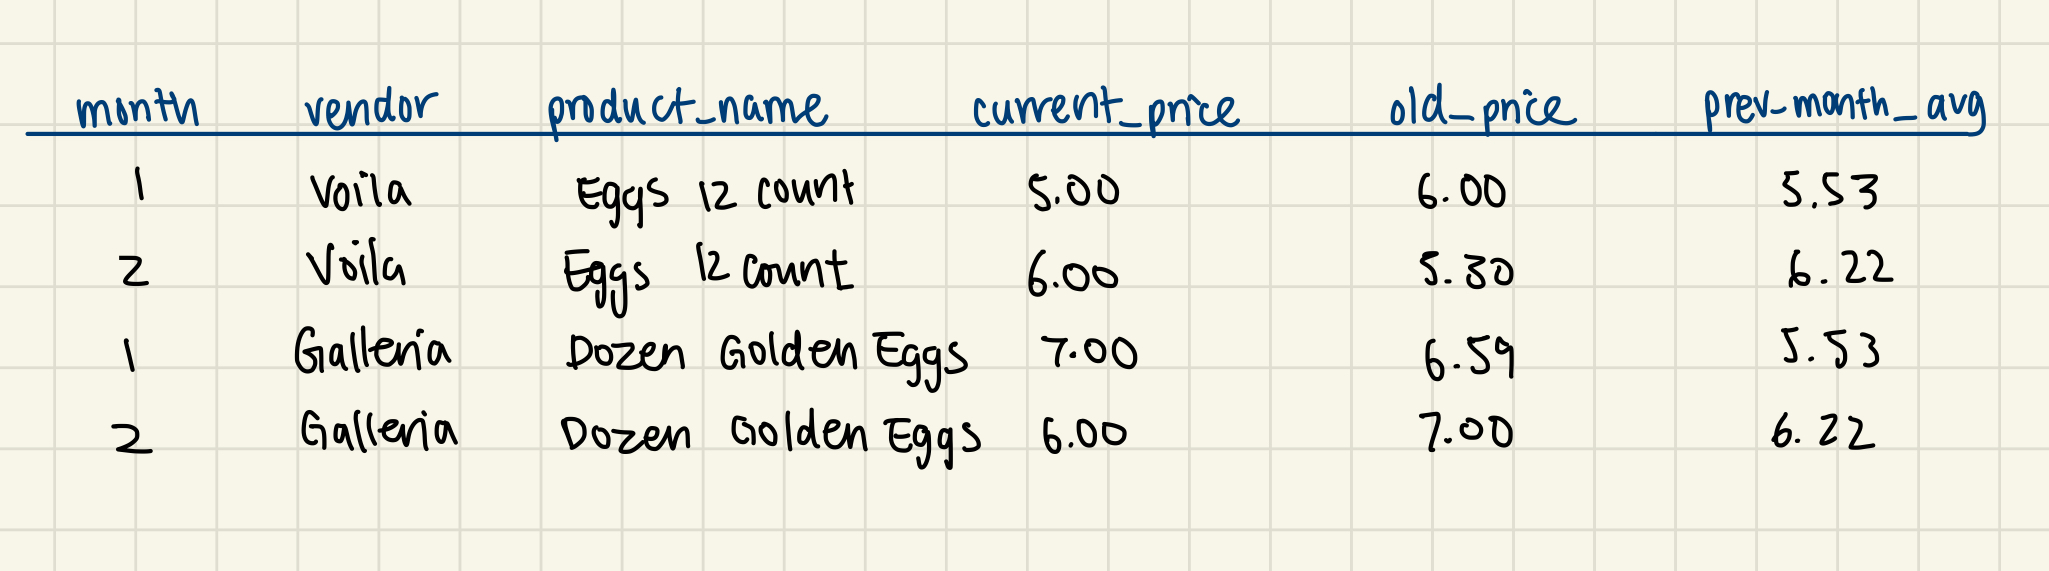 month vendor product_name current_price old_price prev_month_avg
1 Voila Eggs 12 count 5.00 6.00 5.53
2 Voila Eggs 12 count 6.00 5.30 6.22
1 Galleria Dozen Golden Eggs 7.00 6.59 5.53
2 Galleria Dozen Golden Eggs 6.00 7.00 6.22